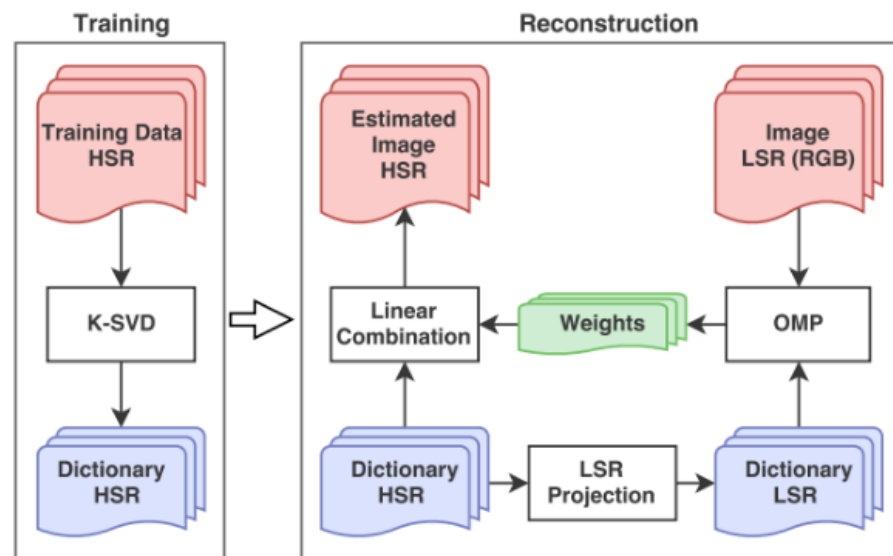 Training
Reconstruction
Training Data
HSR
K-SVD
Dictionary
HSR
Estimated
Image
HSR
Image
LSR (RGB)
Linear
Combination
Weights
OMP
Dictionary
HSR
LSR
Projection
Dictionary
LSR